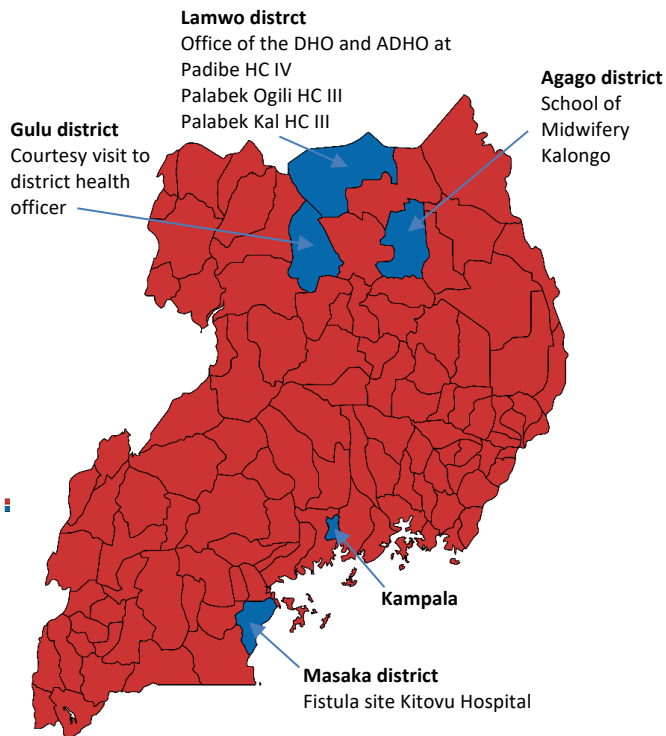 Lamwo distrct
Office of the DHO and ADHO at
Padibe HC IV
Palabek Ogili HC III
Palabek Kal HC III
Agago district
School of
Midwifery
Kalongo
Gulu district
Courtesy visit to
district health
officer
Kampala
Masaka district
Fistula site Kitovu Hospital